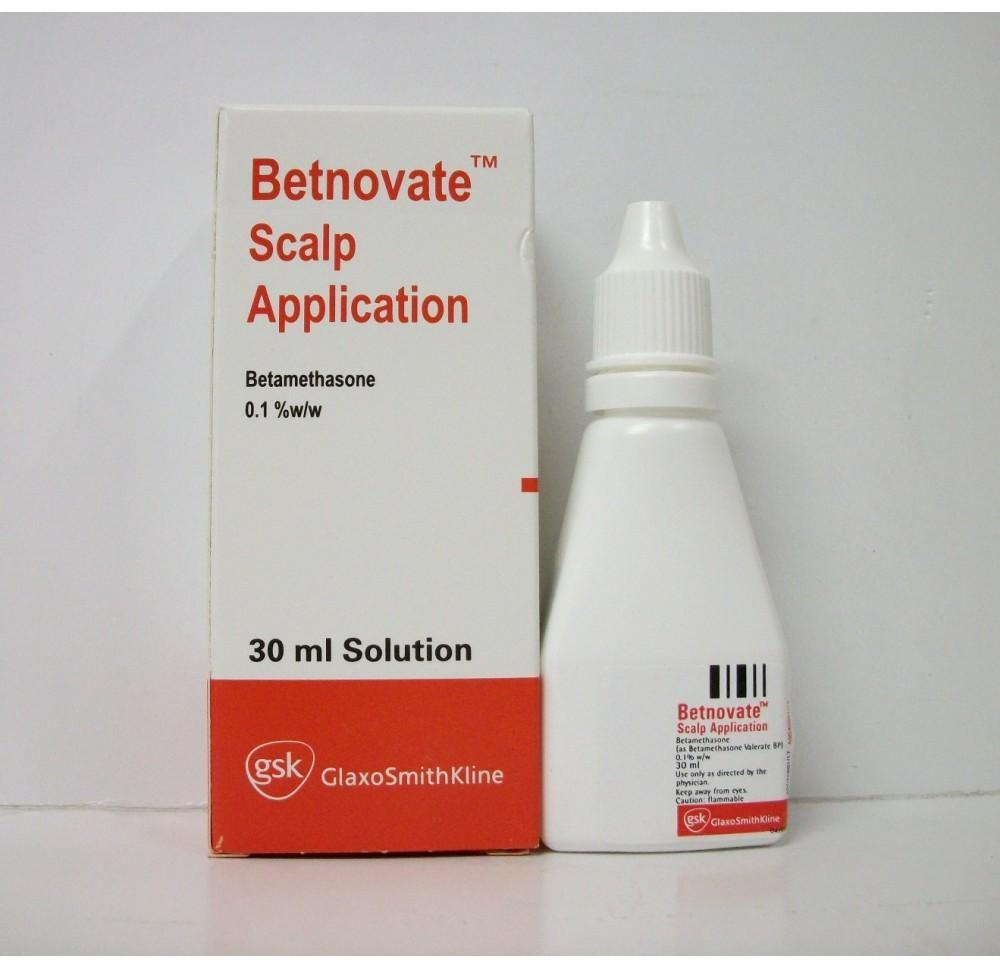 Betnovate™
Scalp
Application
Betamethasone
0.1 %w/w
30 ml Solution
gsk GlaxoSmithKline
Betnovate™
Scalp Application
Betamethasone
(as Betamethasone Valerate BP)
0.1% w/w
30 ml
Use only as directed by the
physician.
Keep away from eyes.
Caution: flammable
gsk GlaxoSmithKline